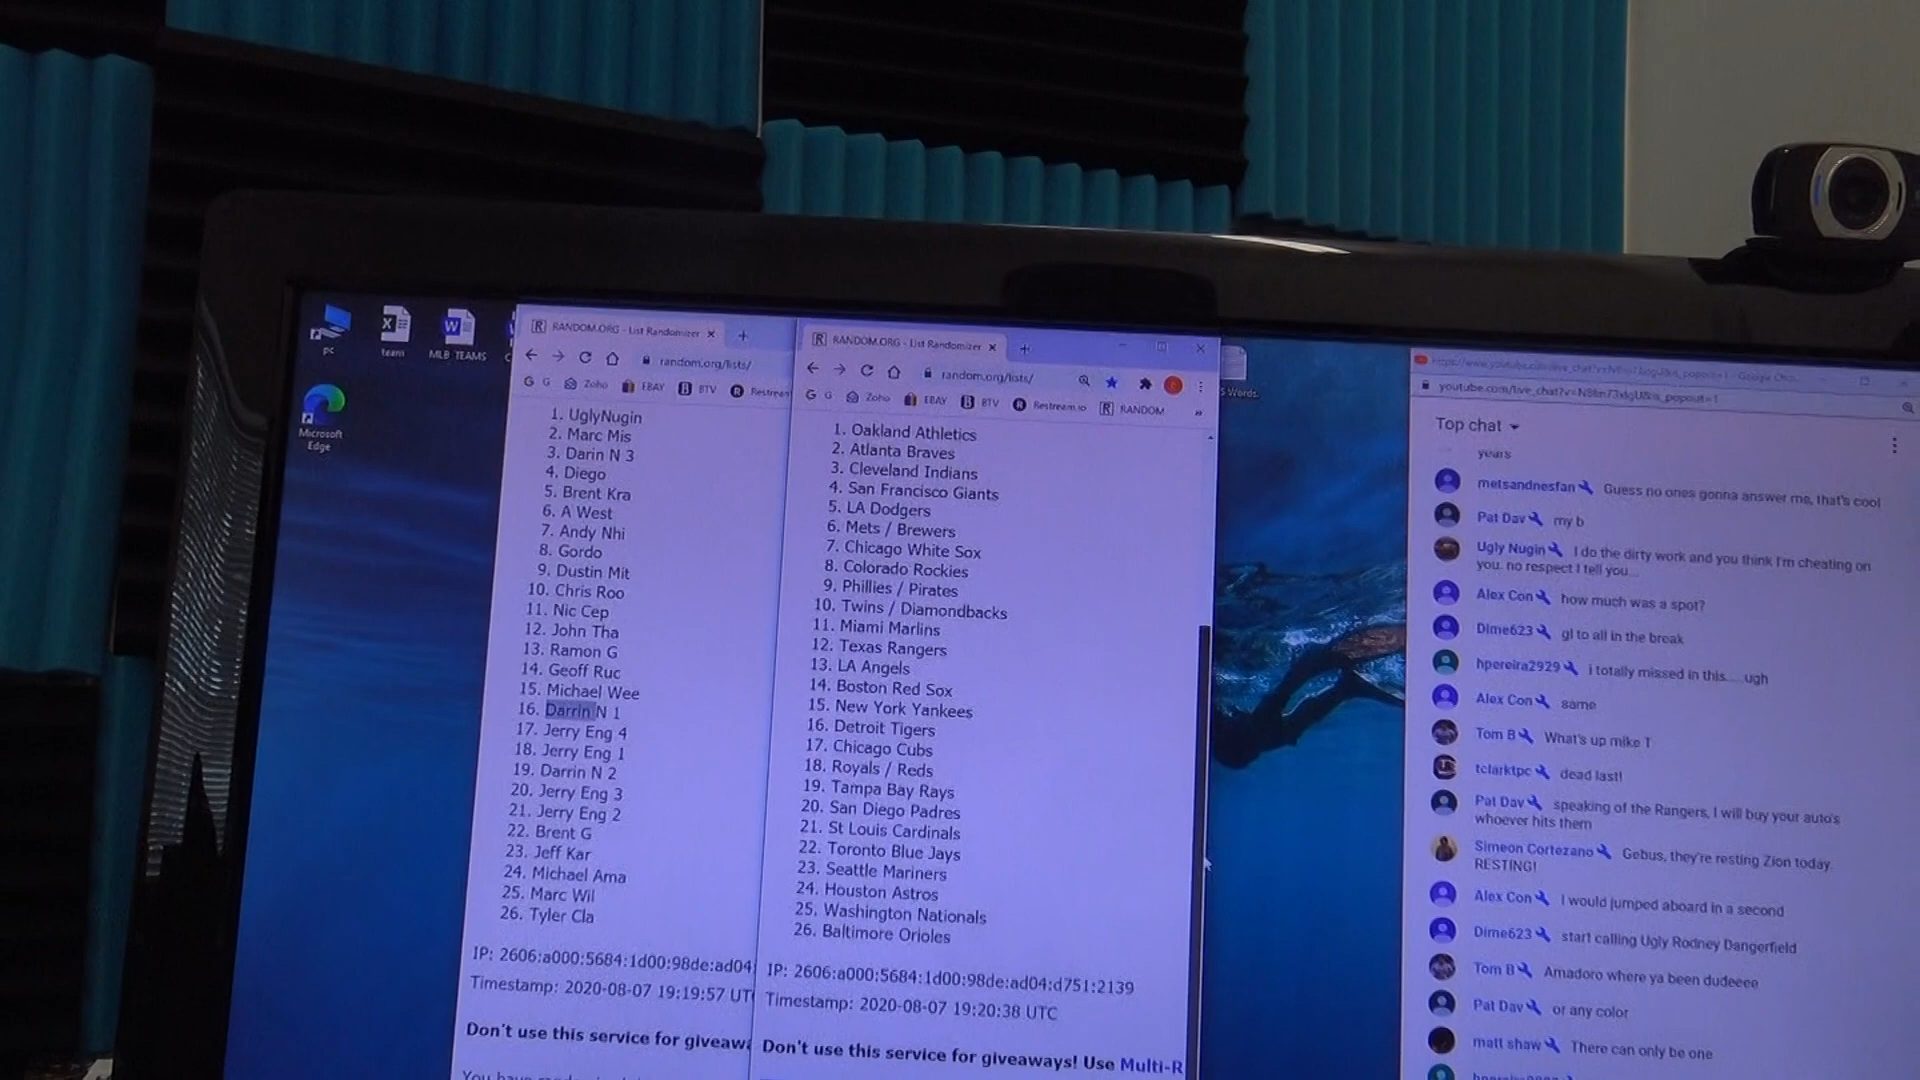 pc
team
MLB TEAMS
Microsoft
Edge
RANDOM.ORG - List Randomizer
random.org/lists/
G Zoho EBAY BTV Restream
1. UglyNugin
2. Marc Mis
3. Darin N 3
4. Diego
5. Brent Kra
6. A West
7. Andy Nhi
8. Gordo
9. Dustin Mit
10. Chris Roo
11. Nic Cep
12. John Tha
13. Ramon G
14. Geoff Ruc
15. Michael Wee
16. Darrin N 1
17. Jerry Eng 4
18. Jerry Eng 1
19. Darrin N 2
20. Jerry Eng 3
21. Jerry Eng 2
22. Brent G
23. Jeff Kar
24. Michael Ama
25. Marc Wil
26. Tyler Cla
IP: 2606:a000:5684:1d00:98de:ad04:
Timestamp: 2020-08-07 19:19:57 UT
Don't use this service for giveawa
RANDOM.ORG - List Randomizer
random.org/lists/
G Zoho EBAY BTV Restream.io RANDOM
1. Oakland Athletics
2. Atlanta Braves
3. Cleveland Indians
4. San Francisco Giants
5. LA Dodgers
6. Mets / Brewers
7. Chicago White Sox
8. Colorado Rockies
9. Phillies / Pirates
10. Twins / Diamondbacks
11. Miami Marlins
12. Texas Rangers
13. LA Angels
14. Boston Red Sox
15. New York Yankees
16. Detroit Tigers
17. Chicago Cubs
18. Royals / Reds
19. Tampa Bay Rays
20. San Diego Padres
21. St Louis Cardinals
22. Toronto Blue Jays
23. Seattle Mariners
24. Houston Astros
25. Washington Nationals
26. Baltimore Orioles
IP: 2606:a000:5684:1d00:98de:ad04:d751:2139
Timestamp: 2020-08-07 19:20:38 UTC
Don't use this service for giveaways! Use Multi-R
Words
Top chat
years
metsandnesfan Guess no ones gonna answer me, that's cool
Pat Dav my b
Ugly Nugin I do the dirty work and you think I'm cheating on
you. no respect I tell you...
Alex Con how much was a spot?
Dime623 gl to all in the break
hpereira2929 i totally missed in this.....ugh
Alex Con same
Tom B What's up mike T
tclarktpc dead last!
Pat Dav speaking of the Rangers, I will buy your auto's
whoever hits them
Simeon Cortezano Gebus, they're resting Zion today.
RESTING!
Alex Con I would jumped aboard in a second
Dime623 start calling Ugly Rodney Dangerfield
Tom B Amadoro where ya been dudeeee
Pat Dav or any color
matt shaw There can only be one